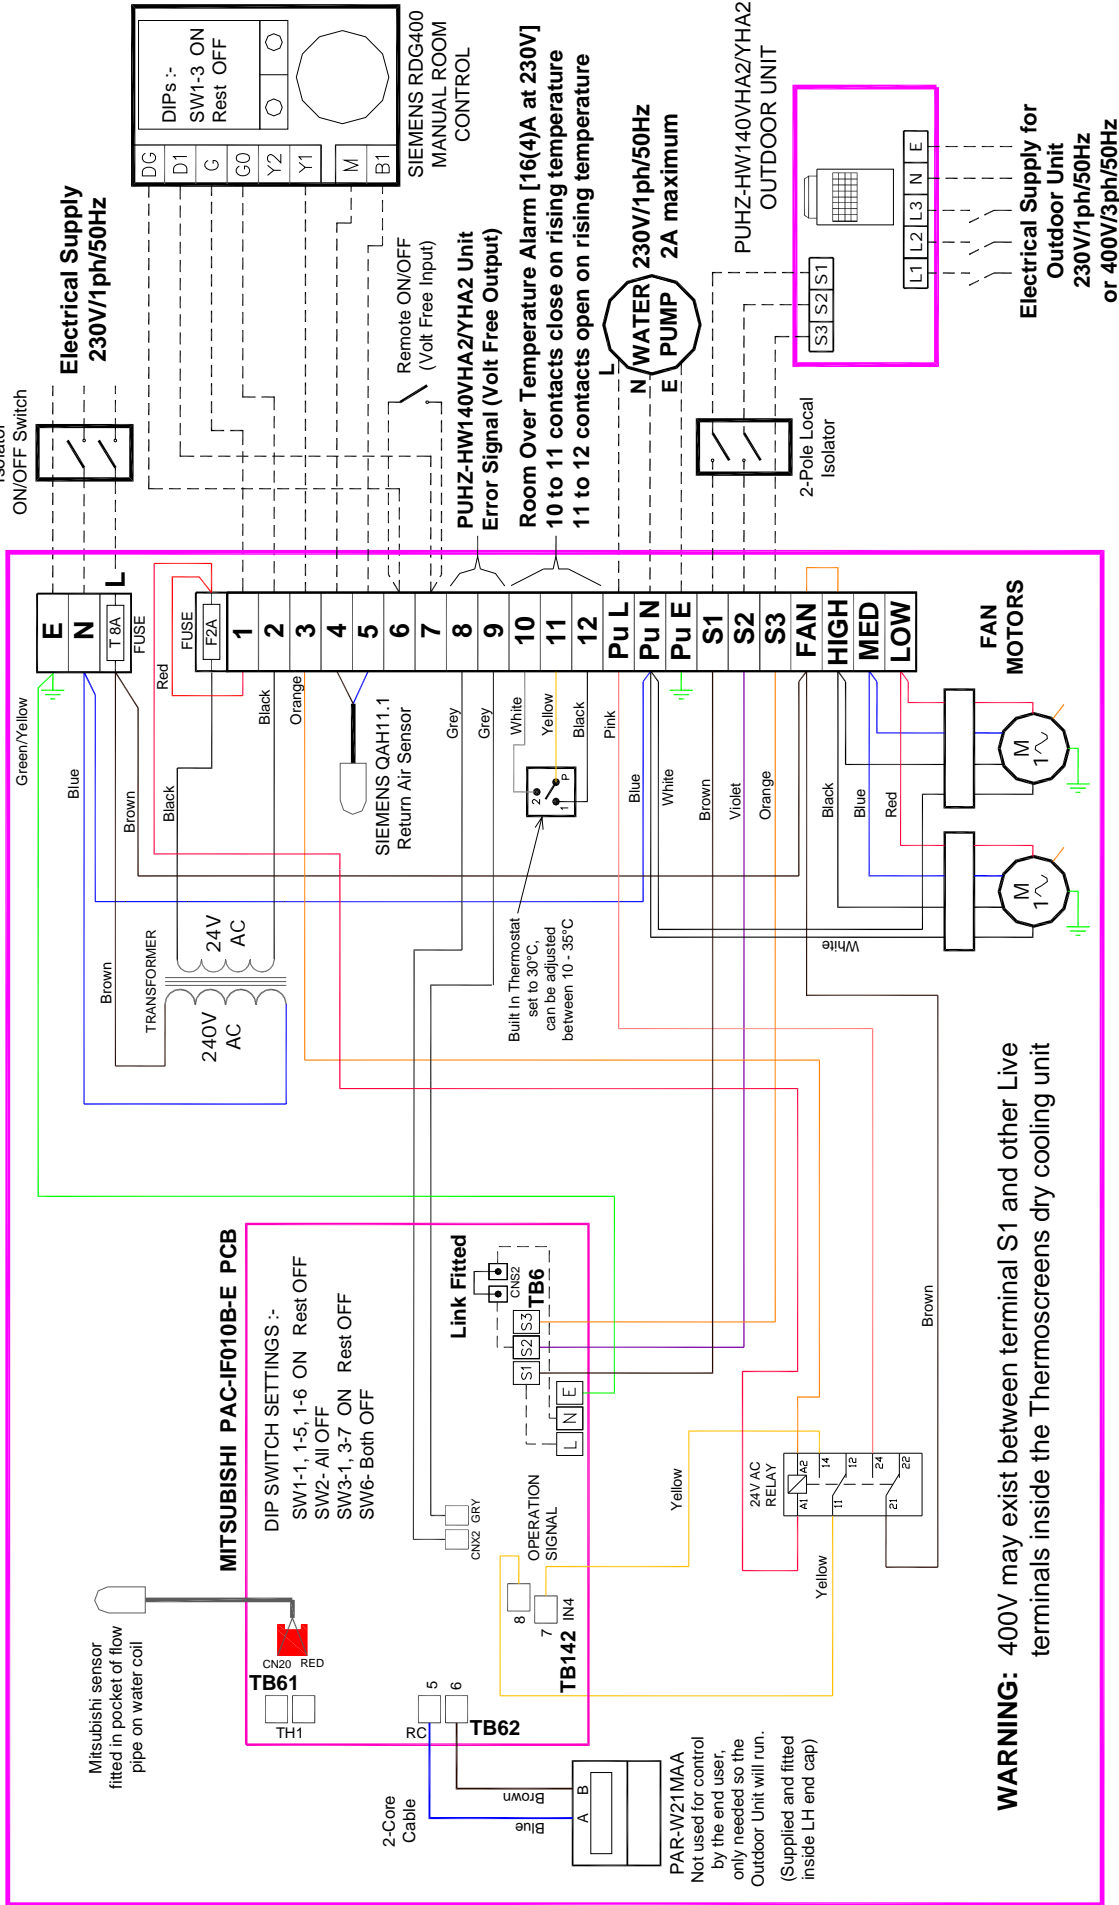 Isolator
ON/OFF Switch
Electrical Supply
230V/1ph/50Hz
DIPs :-
SW1-3 ON
Rest OFF
DG
D1
G
G0
Y2
Y1
M
B1
SIEMENS RDG400
MANUAL ROOM
CONTROL
Remote ON/OFF
(Volt Free Input)
PUHZ-HW140VHA2/YHA2 Unit
Error Signal (Volt Free Output)
Room Over Temperature Alarm [16(4)A at 230V]
10 to 11 contacts close on rising temperature
11 to 12 contacts open on rising temperature
L
N
E
WATER
PUMP
230V/1ph/50Hz
2A maximum
2-Pole Local
Isolator
PUHZ-HW140VHA2/YHA2
OUTDOOR UNIT
S3
S2
S1
L1
L2
L3
N
E
Electrical Supply for
Outdoor Unit
230V/1ph/50Hz
or 400V/3ph/50Hz
E
N
T 8A
L
FUSE
FUSE
F2A
1
2
3
4
5
6
7
8
9
10
11
12
Pu L
Pu N
Pu E
S1
S2
S3
FAN
HIGH
MED
LOW
Green/Yellow
Blue
Brown
Red
Black
Black
Orange
SIEMENS QAH11.1
Return Air Sensor
Grey
Grey
White
Yellow
Black
Pink
2
1
P
Built In Thermostat
set to 30°C,
can be adjusted
between 10 - 35°C
Blue
White
Brown
Violet
Orange
Black
Blue
Red
White
FAN
MOTORS
M
1
M
1
Brown
TRANSFORMER
240V
AC
24V
AC
MITSUBISHI PAC-IF010B-E PCB
DIP SWITCH SETTINGS :-
SW1-1, 1-5, 1-6 ON Rest OFF
SW2- All OFF
SW3-1, 3-7 ON Rest OFF
SW6- Both OFF
Link Fitted
CNS2
TB6
S1
S2
S3
L
N
E
CNX2
GRY
OPERATION
SIGNAL
8
7
IN4
TB142
Mitsubishi sensor
fitted in pocket of flow
pipe on water coil
CN20
RED
TB61
TH1
RC
5
6
TB62
2-Core
Cable
Blue
Brown
A
B
PAR-W21MAA
Not used for control
by the end user,
only needed so the
Outdoor Unit will run.
(Supplied and fitted
inside LH end cap)
Yellow
Yellow
24V AC
RELAY
A1
A2
14
11
12
24
21
22
Brown
WARNING: 400V may exist between terminal S1 and other Live
terminals inside the Thermoscreens dry cooling unit